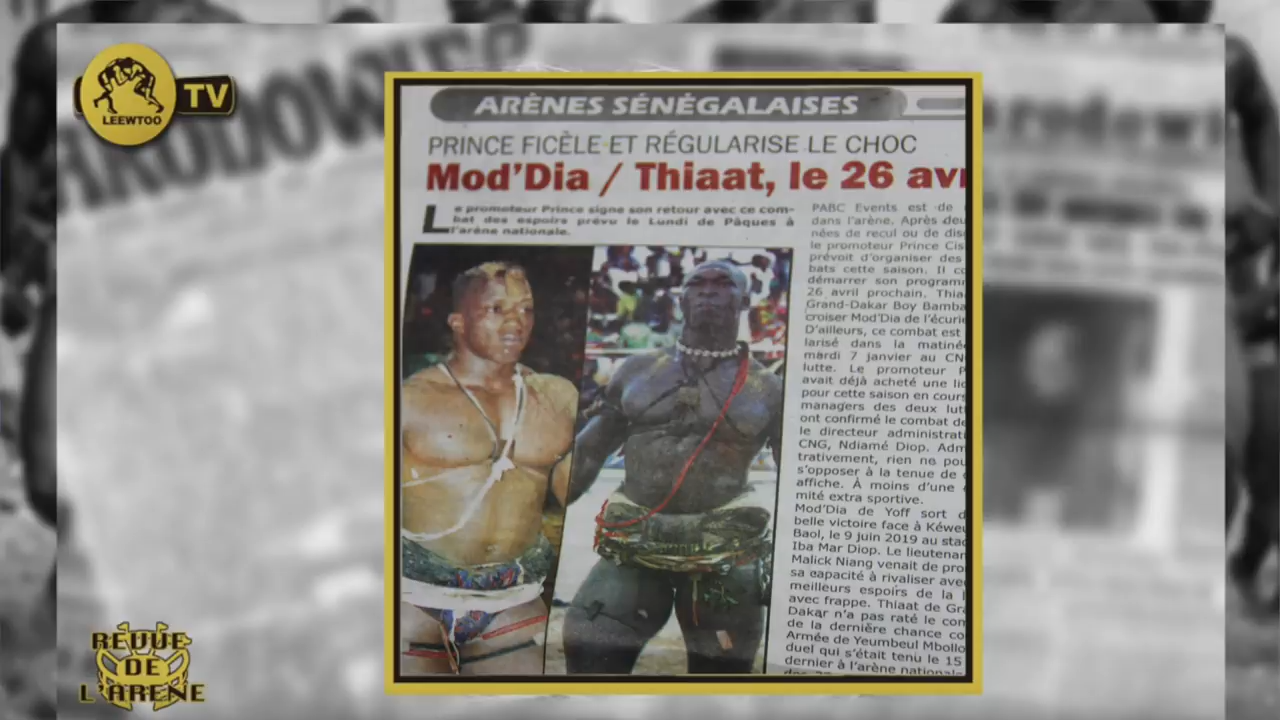 LEEWTOO
TV
ARÈNES SÉNÉGALAISES
PRINCE FICÈLE ET RÉGULARISE LE CHOC
Mod'Dia / Thiaat, le 26 avr
Le promoteur Prince signe son retour avec ce com-
bat des espoirs prévu le Lundi de Pâques à
l'arène nationale.
PABC Events est de
dans l'arène. Après deu
nées de recul ou de dis
le promoteur Prince Cis
prévoit d'organiser des
bats cette saison. Il co
démarrer son program
26 avril prochain. Thia
Grand-Dakar Boy Bamba
croiser Mod'Dia de l'écurie
D'ailleurs, ce combat est
larisé dans la matiné
mardi 7 janvier au CN
lutte. Le promoteur P
avait déjà acheté une lic
pour cette saison en cours
managers des deux lut
ont confirmé le combat de
le directeur administrati
CNG, Ndiamé Diop. Adm
trativement, rien ne pou
s'opposer à la tenue de
affiche. À moins d'une
mité extra sportive.
Mod'Dia de Yoff sort d
belle victoire face à Kéweu
Baol, le 9 juin 2019 au stad
Iba Mar Diop. Le lieutenan
Malick Niang venait de pro
sa capacité à rivaliser ave
meilleurs espoirs de la l
avec frappe. Thiaat de Gra
Dakar n'a pas raté le com
de la dernière chance co
Armée de Yeumbeul Mbollo
duel qui s'était tenu le 15
dernier à l'arène nationale
REVUE
DE
L'ARENE